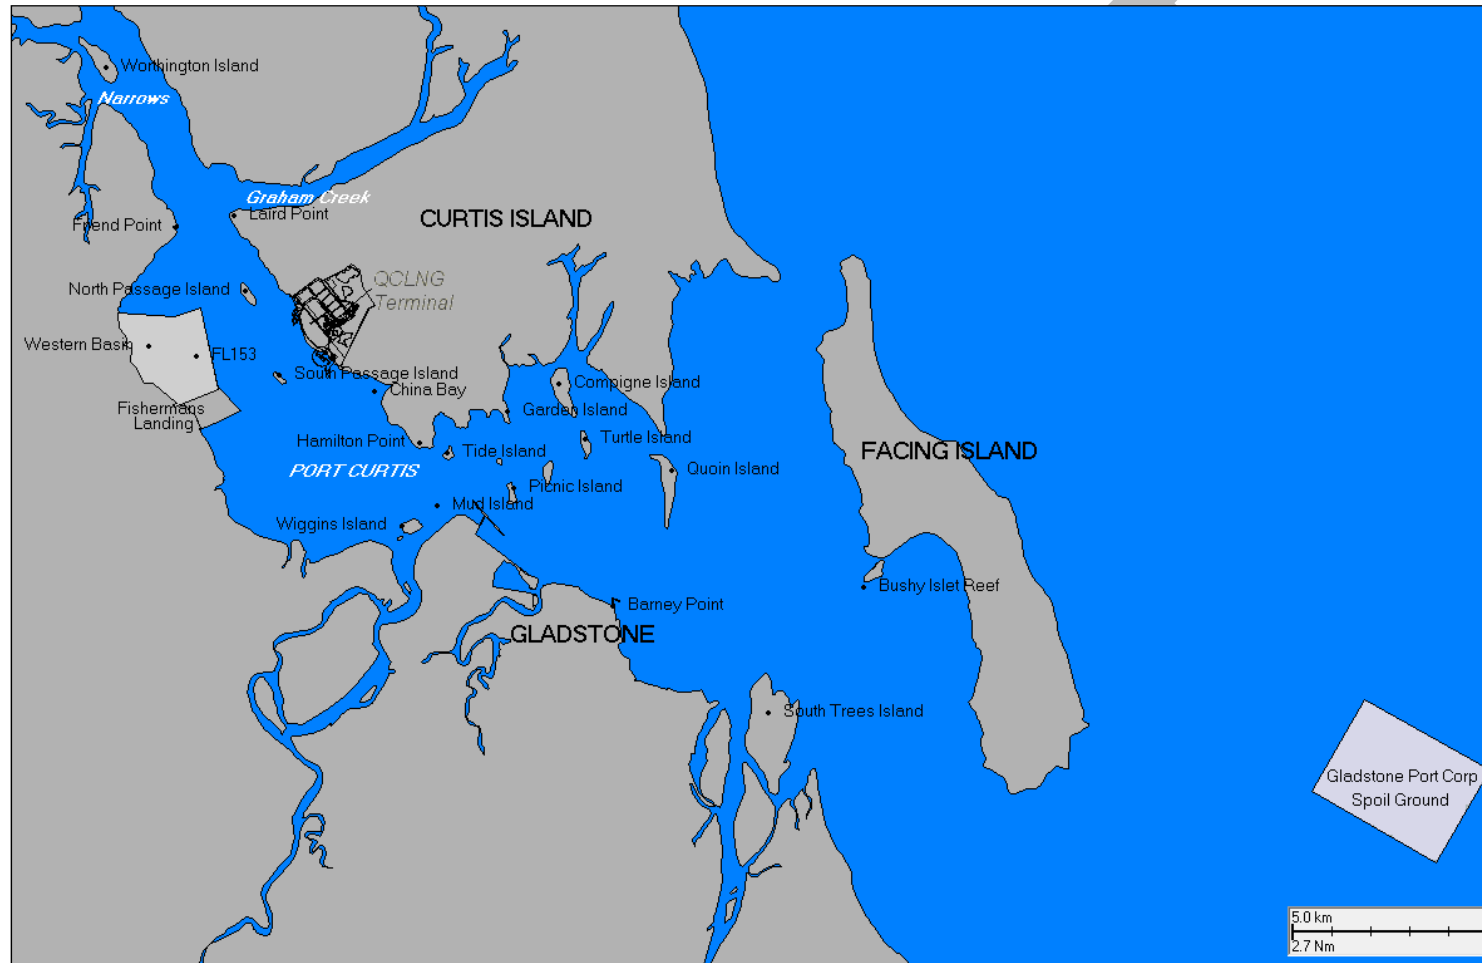 Worthington Island
Narrows
Graham Creek
Laird Point
CURTIS ISLAND
Friend Point
QCLNG
Terminal
North Passage Island
Western Basin
FL153
South Passage Island
China Bay
Compigne Island
Fishermans
Landing
Garden Island
Hamilton Point
Turtle Island
Tide Island
FACING ISLAND
PORT CURTIS
Quoin Island
Picnic Island
Mud Island
Wiggins Island
Bushy Islet Reef
Barney Point
GLADSTONE
South Trees Island
Gladstone Port Corp
Spoil Ground
5.0 km
2.7 Nm